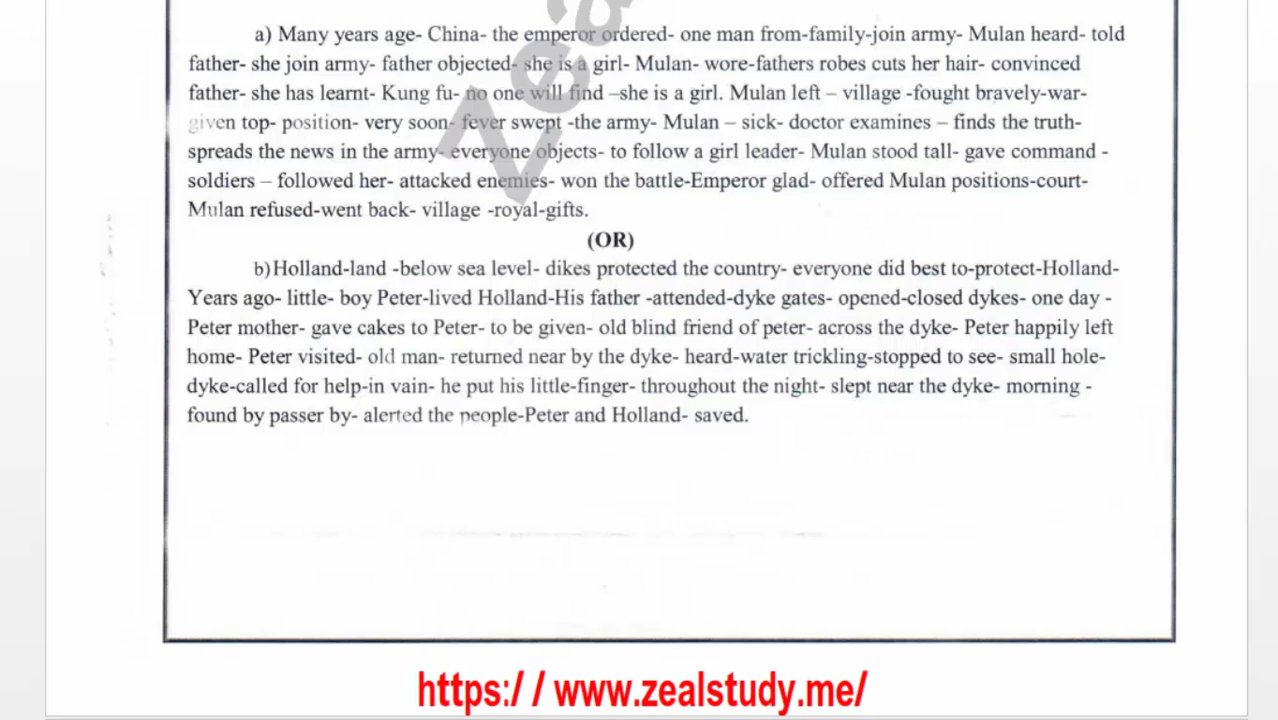 a) Many years age- China- the emperor ordered- one man from-family-join army- Mulan heard- told
father- she join army- father objected- she is a girl- Mulan- wore-fathers robes cuts her hair- convinced
father- she has learnt- Kung fu- no one will find –she is a girl. Mulan left – village -fought bravely-war-
given top- position- very soon- fever swept -the army- Mulan – sick- doctor examines – finds the truth-
spreads the news in the army- everyone objects- to follow a girl leader- Mulan stood tall- gave command -
soldiers – followed her- attacked enemies- won the battle-Emperor glad- offered Mulan positions-court-
Mulan refused-went back- village -royal-gifts.
(OR)
b)Holland-land -below sea level- dikes protected the country- everyone did best to-protect-Holland-
Years ago- little- boy Peter-lived Holland-His father -attended-dyke gates- opened-closed dykes- one day -
Peter mother- gave cakes to Peter- to be given- old blind friend of peter- across the dyke- Peter happily left
home- Peter visited- old man- returned near by the dyke- heard-water trickling-stopped to see- small hole-
dyke-called for help-in vain- he put his little-finger- throughout the night- slept near the dyke- morning -
found by passer by- alerted the people-Peter and Holland- saved.
https:/ / www.zealstudy.me/